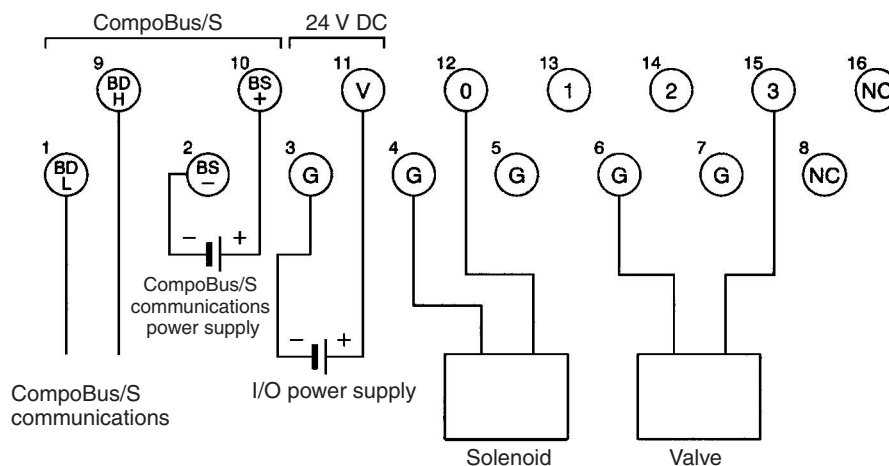 CompoBus/S 24 V DC
9 10 11 12 13 14 15 16
BD H BS + V 0 1 2 3 NC
1 2 3 4 5 6 7 8
BD L BS − G G G G G NC
− +
CompoBus/S
communications
power supply
− +
CompoBus/S
communications
I/O power supply
Solenoid Valve